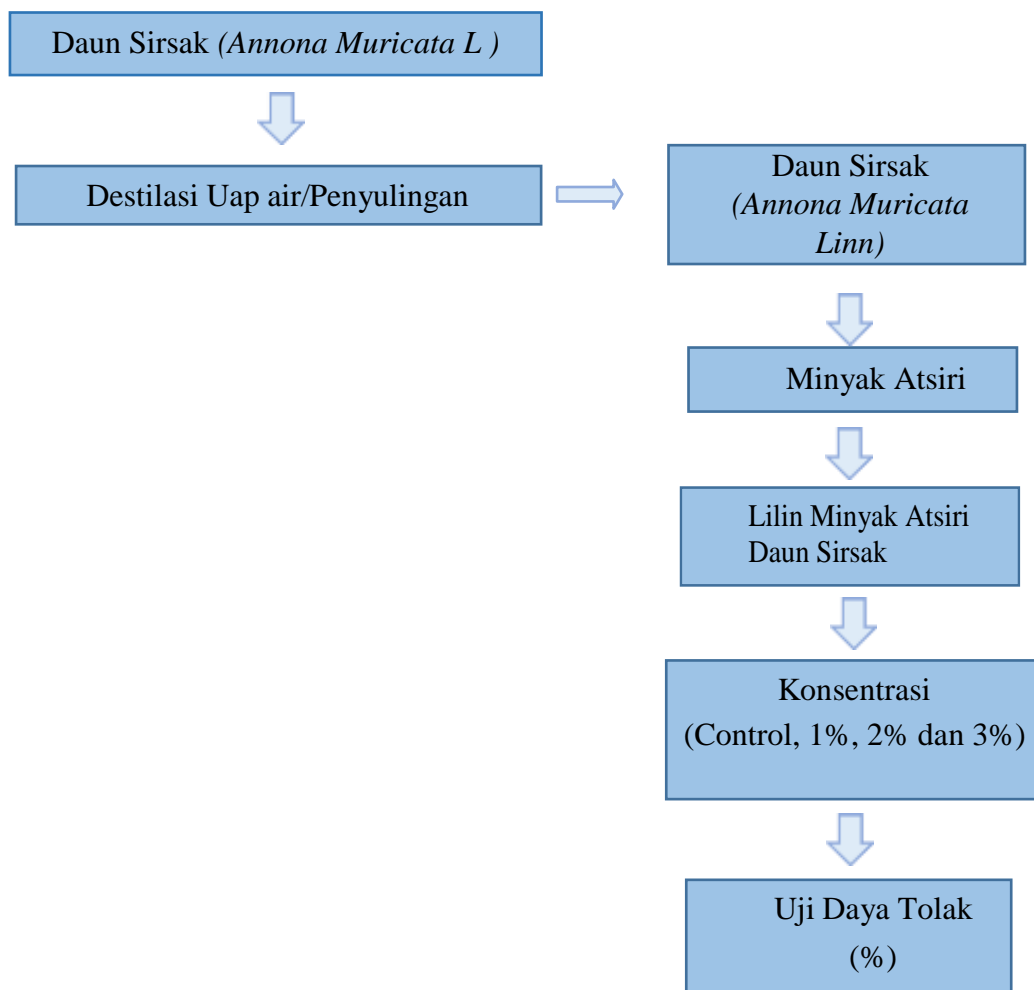 Daun Sirsak (Annona Muricata L )
Destilasi Uap air/Penyulingan
Daun Sirsak
(Annona Muricata
Linn)
Minyak Atsiri
Lilin Minyak Atsiri
Daun Sirsak
Konsentrasi
(Control, 1%, 2% dan 3%)
Uji Daya Tolak
(%)